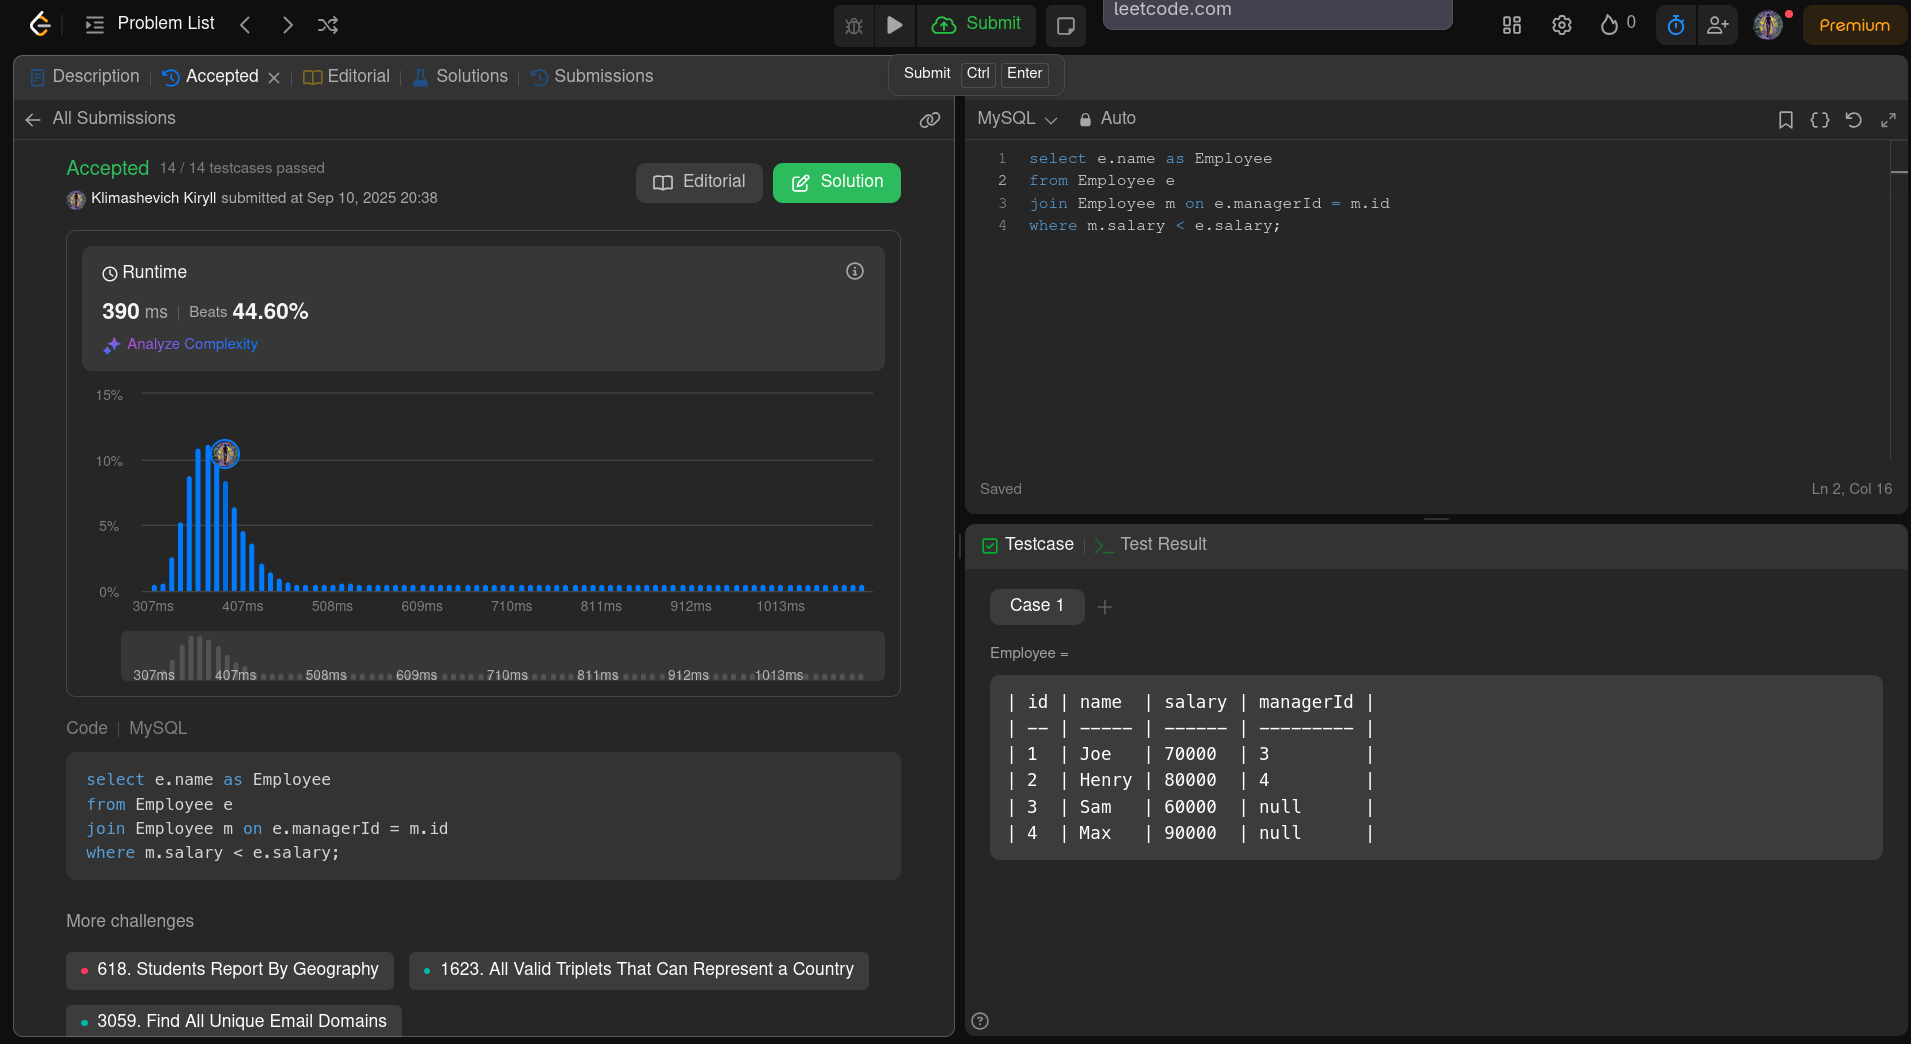 Problem List
Submit
leetcode.com
0
Premium
Description
Accepted
Editorial
Solutions
Submissions
Submit Ctrl Enter
All Submissions
Accepted 14 / 14 testcases passed
Klimashevich Kiryll submitted at Sep 10, 2025 20:38
Editorial
Solution
Runtime
390 ms | Beats 44.60%
Analyze Complexity
15%
10%
5%
0%
307ms 407ms 508ms 609ms 710ms 811ms 912ms 1013ms
307ms 407ms 508ms 609ms 710ms 811ms 912ms 1013ms
Code | MySQL
select e.name as Employee
from Employee e
join Employee m on e.managerId = m.id
where m.salary < e.salary;
More challenges
618. Students Report By Geography
1623. All Valid Triplets That Can Represent a Country
3059. Find All Unique Email Domains
MySQL
Auto
1 select e.name as Employee
2 from Employee e
3 join Employee m on e.managerId = m.id
4 where m.salary < e.salary;
Saved
Ln 2, Col 16
Testcase
Test Result
Case 1
Employee =
| id | name  | salary | managerId |
| -- | ----- | ------ | --------- |
| 1  | Joe   | 70000  | 3         |
| 2  | Henry | 80000  | 4         |
| 3  | Sam   | 60000  | null      |
| 4  | Max   | 90000  | null      |